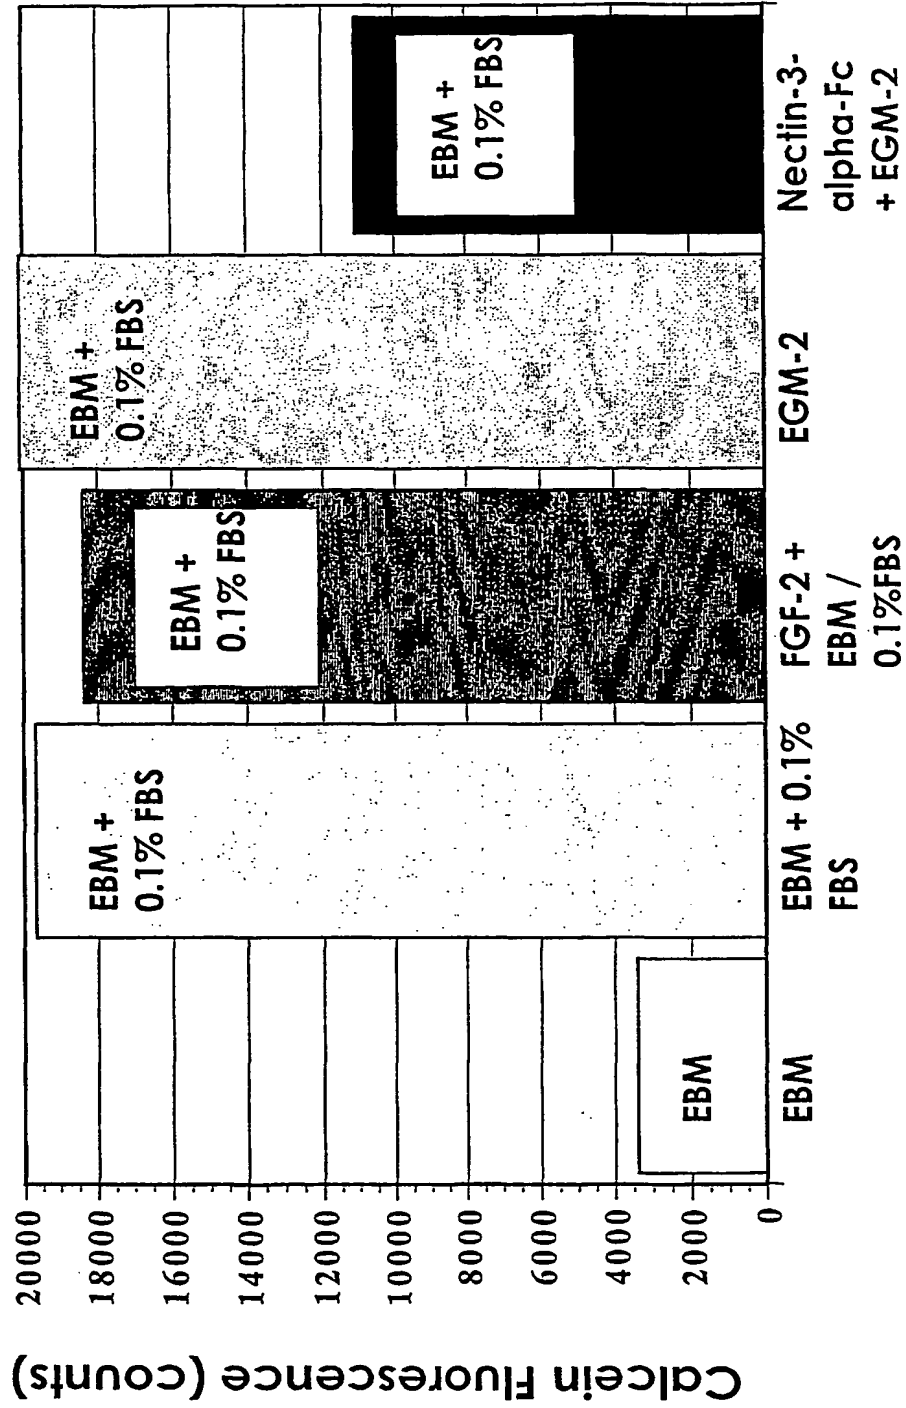 Calcein Fluorescence (counts)
20000
18000
16000
14000
12000
10000
8000
6000
4000
2000
0
EBM
EBM +
0.1% FBS
EBM +
0.1% FBS
EBM +
0.1% FBS
EBM +
0.1% FBS
EBM
EBM + 0.1%
FBS
FGF-2 +
EBM /
0.1%FBS
EGM-2
Nectin-3-
alpha-Fc
+ EGM-2